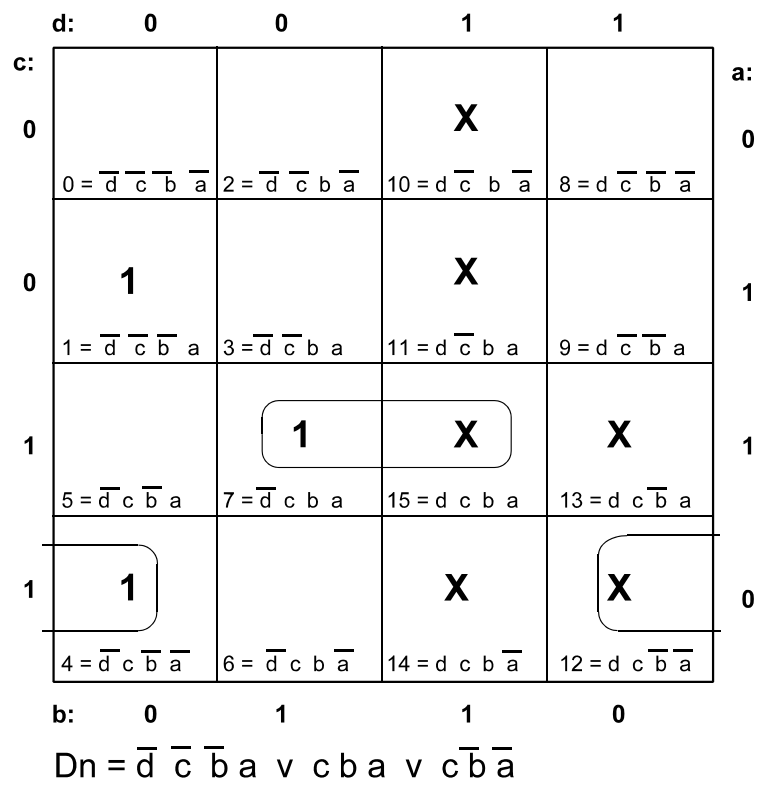 d: 0 0 1 1
c: a:
0 X 0
0 = d̅ c̅ b̅ a̅ 2 = d̅ c̅ b a̅ 10 = d c̅ b a̅ 8 = d c̅ b̅ a̅
0 1 X 1
1 = d̅ c̅ b̅ a 3 = d̅ c̅ b a 11 = d c̅ b a 9 = d c̅ b̅ a
1 1 X X 1
5 = d̅ c b̅ a 7 = d̅ c b a 15 = d c b a 13 = d c b̅ a
1 1 X X 0
4 = d̅ c b̅ a̅ 6 = d̅ c b a̅ 14 = d c b a̅ 12 = d c b̅ a̅
b: 0 1 1 0
Dn = d̅ c̅ b̅ a v c b a v c b̅ a̅